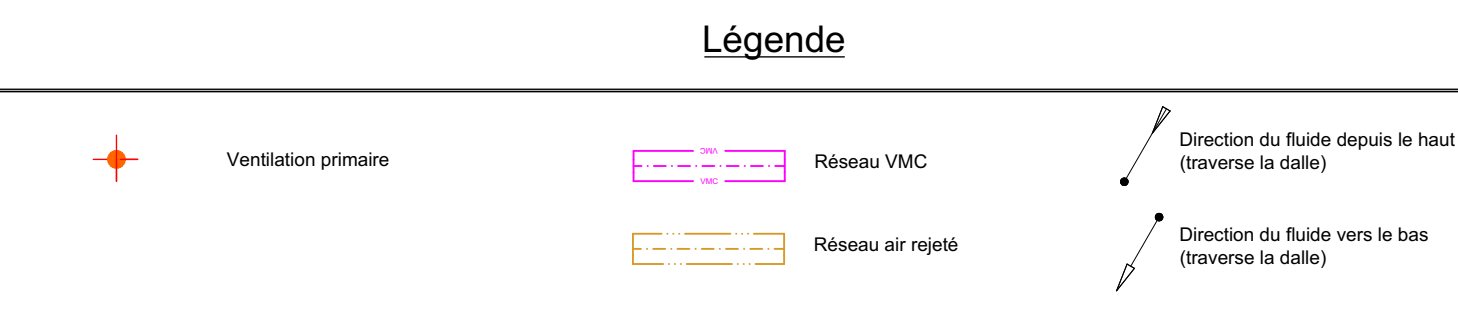 Légende
Ventilation primaire
VMC
VMC
Réseau VMC
Réseau air rejeté
Direction du fluide depuis le haut
(traverse la dalle)
Direction du fluide vers le bas
(traverse la dalle)